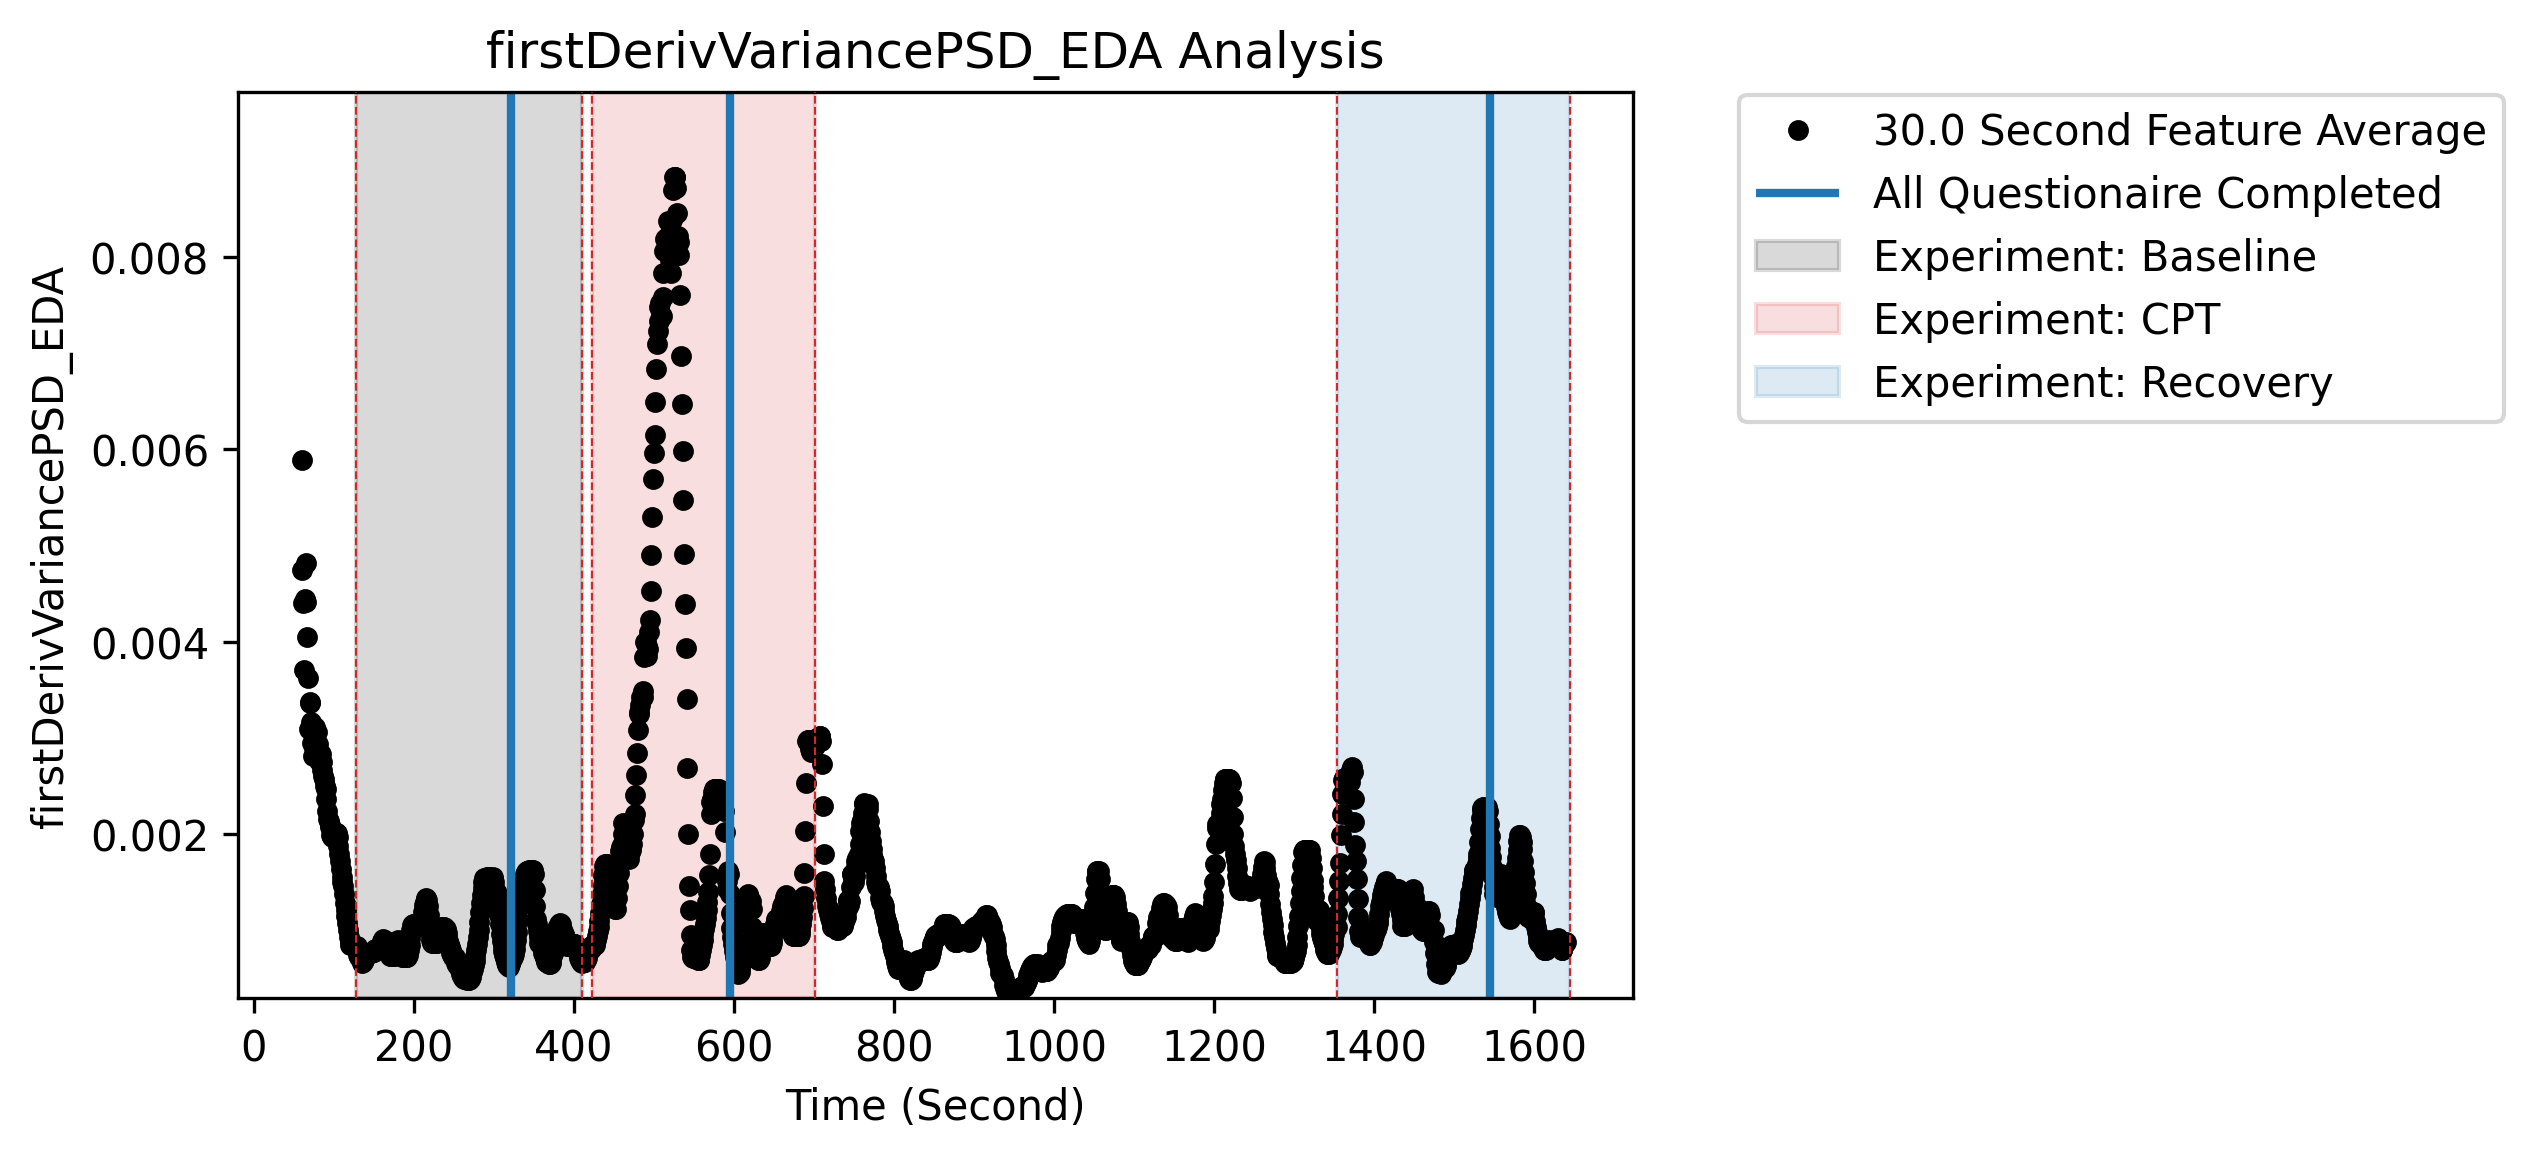 firstDerivVariancePSD_EDA Analysis
firstDerivVariancePSD_EDA
0.008
0.006
0.004
0.002
0 200 400 600 800 1000 1200 1400 1600
Time (Second)
30.0 Second Feature Average
All Questionaire Completed
Experiment: Baseline
Experiment: CPT
Experiment: Recovery